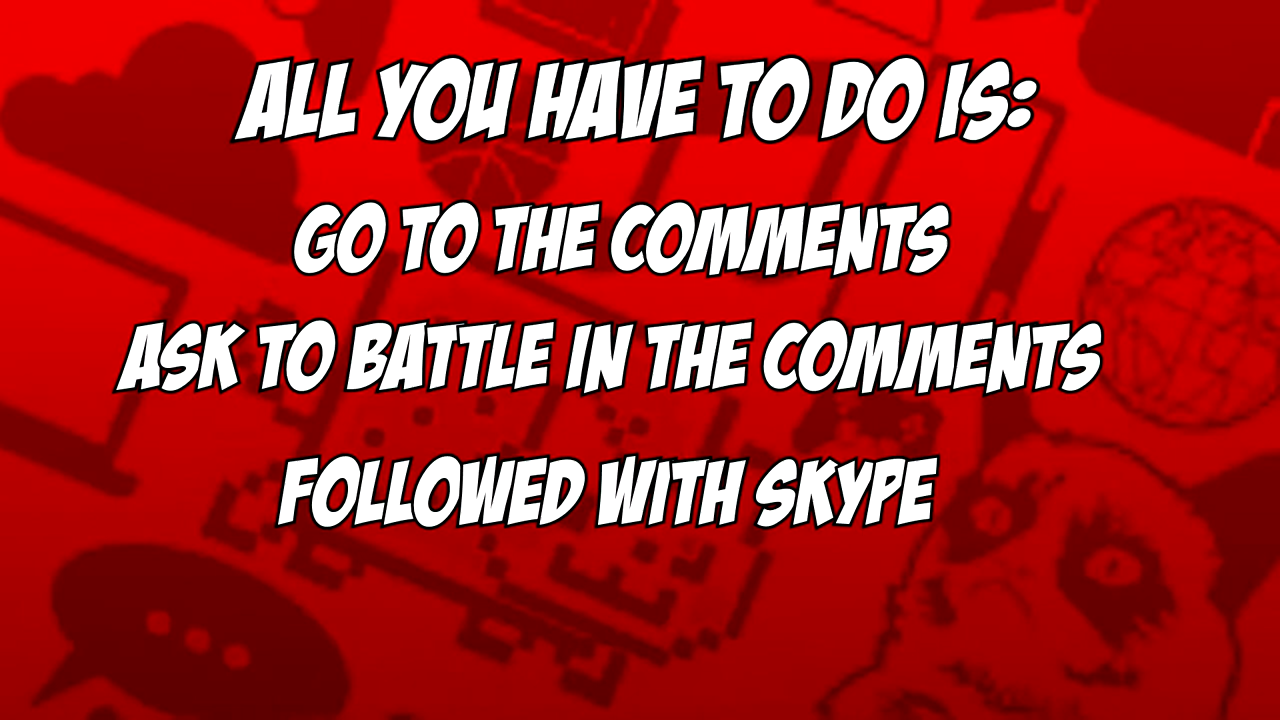 ALL YOU HAVE TO DO IS:
GO TO THE COMMENTS
ASK TO BATTLE IN THE COMMENTS
FOLLOWED WITH SKYPE